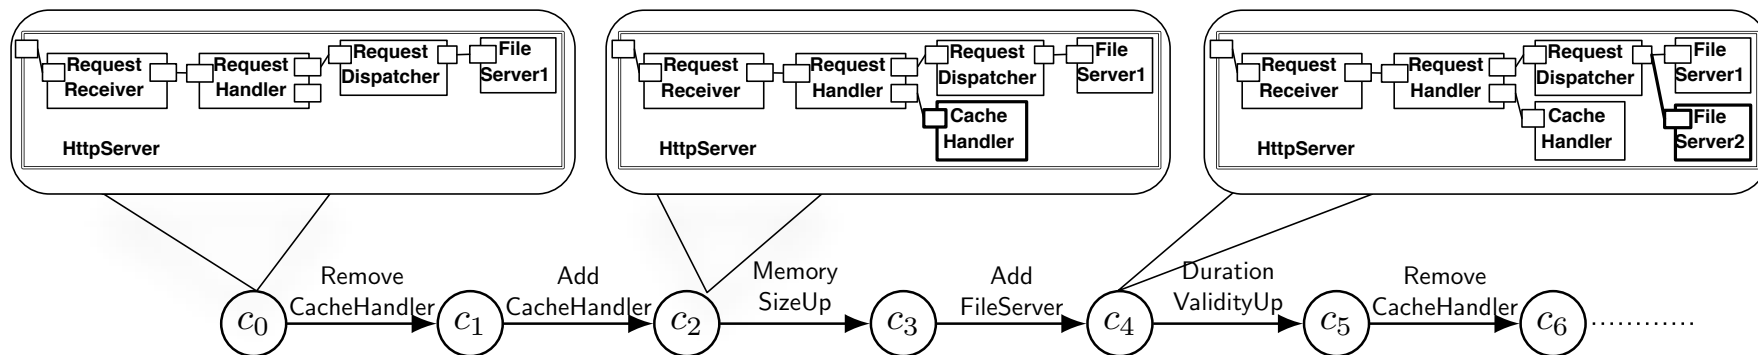 Request
Receiver
Request
Handler
Request
Dispatcher
File
Server1
HttpServer
Request
Receiver
Request
Handler
Request
Dispatcher
File
Server1
Cache
Handler
HttpServer
Request
Receiver
Request
Handler
Request
Dispatcher
File
Server1
Cache
Handler
File
Server2
HttpServer
Remove
CacheHandler
Add
CacheHandler
Memory
SizeUp
Add
FileServer
Duration
ValidityUp
Remove
CacheHandler
c0
c1
c2
c3
c4
c5
c6